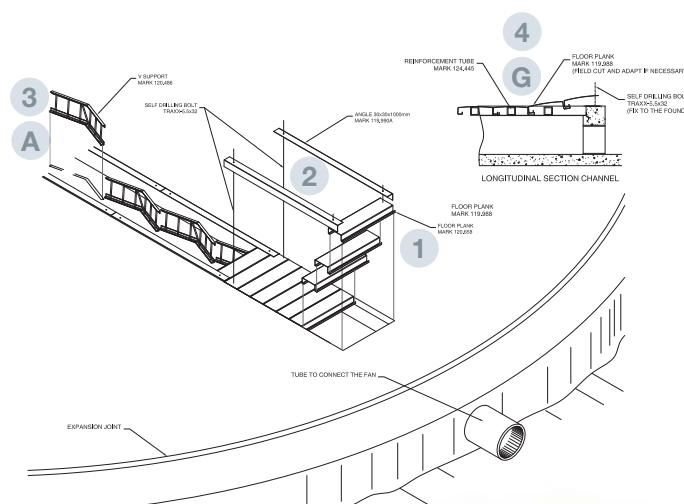 4
G
REINFORCEMENT TUBE
MARK 124,445
FLOOR PLANK
MARK 119,988
(FIELD CUT AND ADAPT IF NECESSARY
SELF DRILLING BOL
TRAXX-5.5x32
(FIX TO THE FOUND
LONGITUDINAL SECTION CHANNEL
3
A
V SUPPORT
MARK 120,486
SELF DRILLING BOLT
TRAXX-5.5x32
ANGLE 30x30x1000mm
MARK 119,990A
2
FLOOR PLANK
MARK 119.988
FLOOR PLANK
MARK 120,658
1
TUBE TO CONNECT THE FAN
EXPANSION JOINT